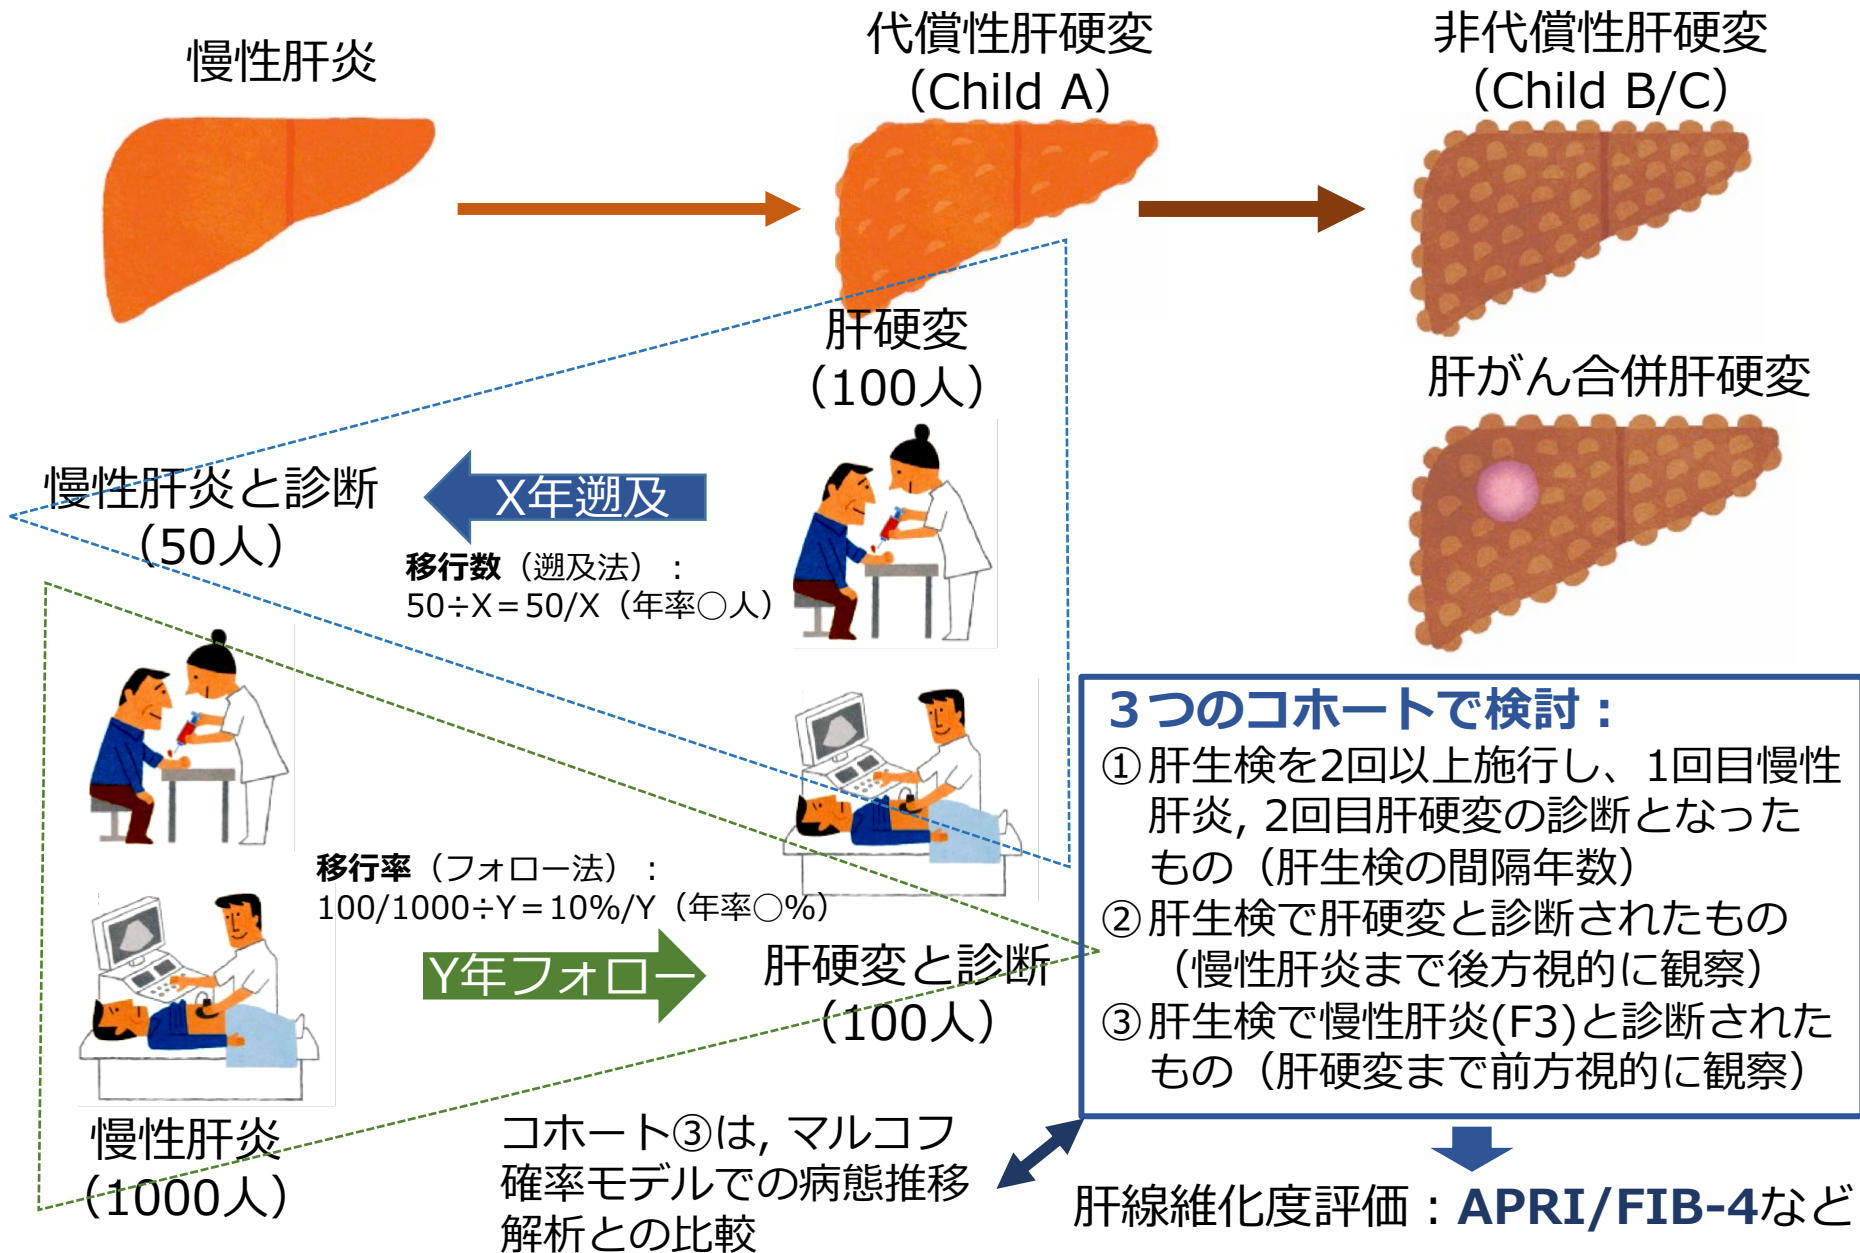 慢性肝炎
代償性肝硬変
（Child A）
非代償性肝硬変
（Child B/C）
肝硬変
（100人）
肝がん合併肝硬変
慢性肝炎と診断
（50人）
X年遡及
移行数（遡及法）：
50÷X＝50/X（年率○人）
移行率（フォロー法）：
100/1000÷Y＝10%/Y（年率○%）
Y年フォロー
肝硬変と診断
（100人）
慢性肝炎
（1000人）
３つのコホートで検討：
①肝生検を2回以上施行し、1回目慢性
肝炎, 2回目肝硬変の診断となった
もの（肝生検の間隔年数）
②肝生検で肝硬変と診断されたもの
（慢性肝炎まで後方視的に観察）
③肝生検で慢性肝炎(F3)と診断された
もの（肝硬変まで前方視的に観察）
コホート③は, マルコフ
確率モデルでの病態推移
解析との比較
肝線維化度評価：APRI/FIB-4など